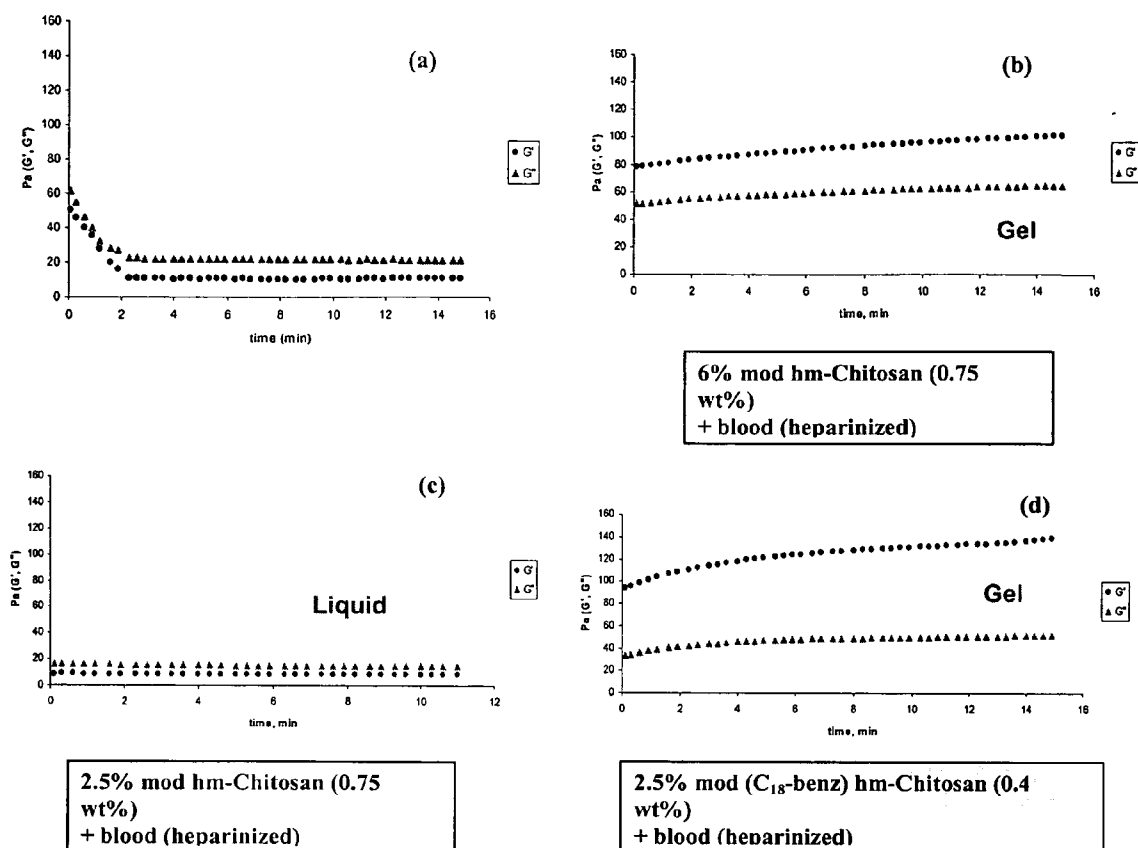 (a)
160
140
120
100
80
60
40
20
0
Pa (G', G")
0 2 4 6 8 10 12 14 16
time (min)
G'
G"
(b)
160
140
120
100
80
60
40
20
0
Pa (G', G")
Gel
0 2 4 6 8 10 12 14 16
time, min
G'
G"
6% mod hm-Chitosan (0.75
wt%)
+ blood (heparinized)
(c)
160
140
120
100
80
60
40
20
0
Pa (G', G")
Liquid
0 2 4 6 8 10 12
time, min
G'
G"
2.5% mod hm-Chitosan (0.75
wt%)
+ blood (heparinized)
(d)
160
140
120
100
80
60
40
20
0
Pa (G', G")
Gel
0 2 4 6 8 10 12 14 16
time, min
G'
G"
2.5% mod (C₁₈-benz) hm-Chitosan (0.4
wt%)
+ blood (heparinized)